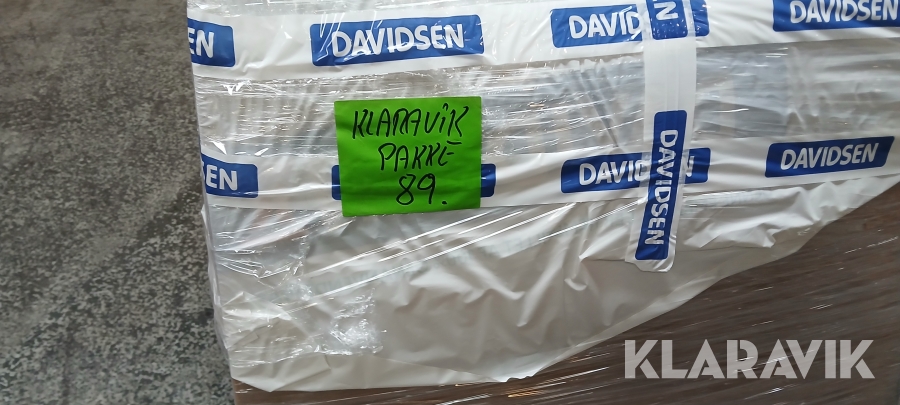 EN DAVIDSEN DAVIDSEN DAVIDSEN
KLARAVIK
PAKKE
89.
EN DAVIDSEN DAVIDSEN
DAVIDSEN
KLARAVIK